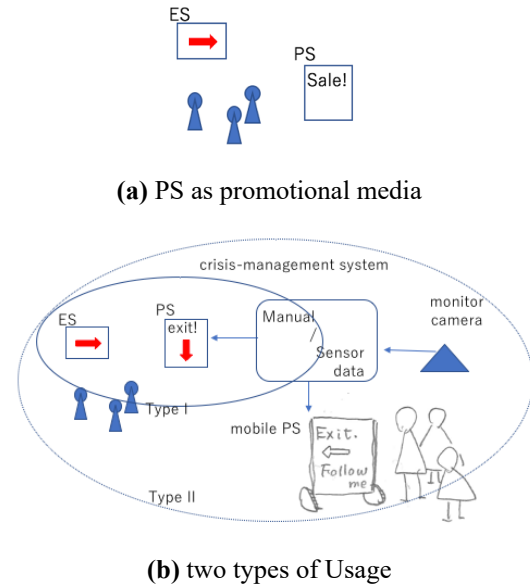 ES
PS
Sale!
(a) PS as promotional media
crisis-management system
monitor
camera
ES
PS
exit!
Manual
/
Sensor
data
Type I
mobile PS
Exit.
Follow
me
Type II
(b) two types of Usage